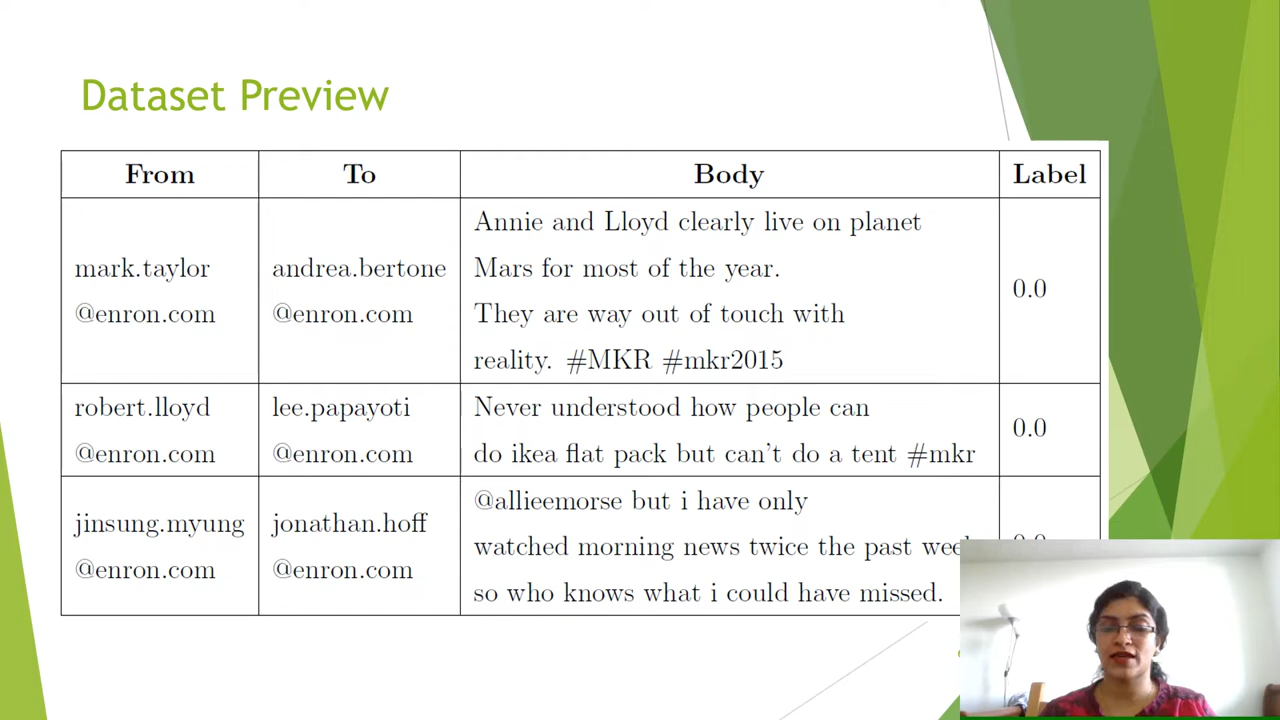 Dataset Preview
From To Body Label
Annie and Lloyd clearly live on planet
mark.taylor andrea.bertone Mars for most of the year.
0.0
@enron.com @enron.com They are way out of touch with
reality. #MKR #mkr2015
robert.lloyd lee.papayoti Never understood how people can
0.0
@enron.com @enron.com do ikea flat pack but can't do a tent #mkr
@allieemorse but i have only
jinsung.myung jonathan.hoff
watched morning news twice the past
@enron.com @enron.com
so who knows what i could have missed.